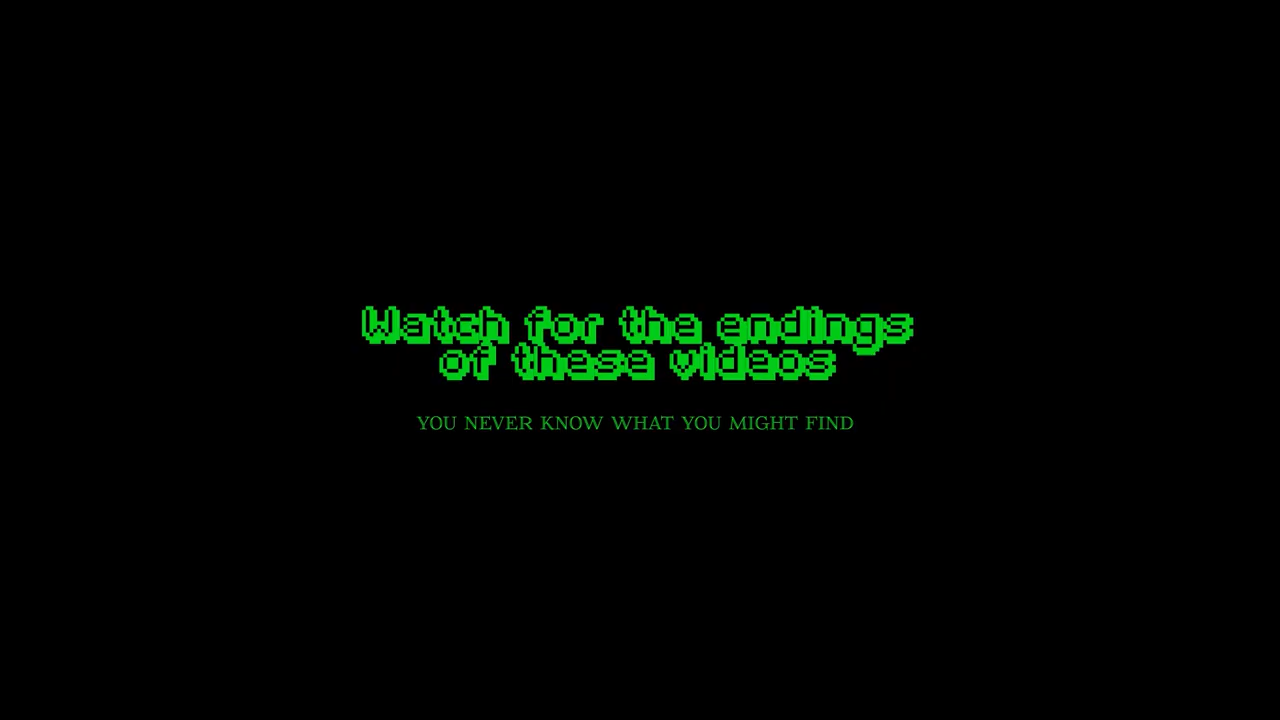 Watch for the endings
of these videos
YOU NEVER KNOW WHAT YOU MIGHT FIND